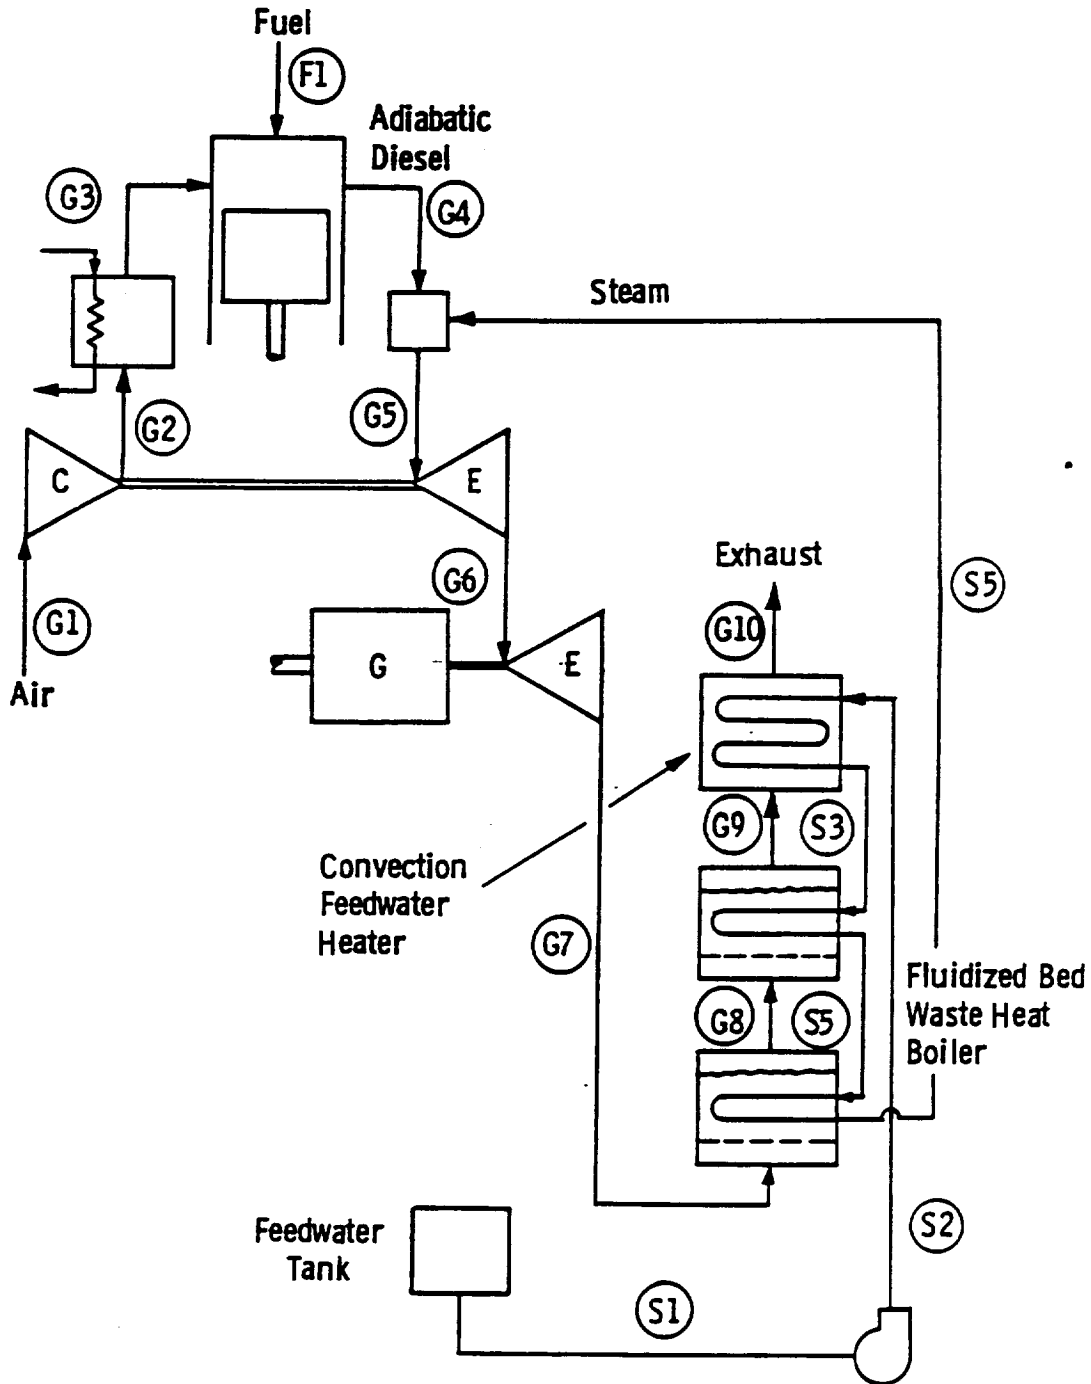 Fuel
F1
Adiabatic
Diesel
G3
G4
Steam
G2
G5
C
E
G1
Air
G6
G
E
Exhaust
G10
S5
Convection
Feedwater
Heater
G9
S3
G7
G8
S5
Fluidized Bed
Waste Heat
Boiler
Feedwater
Tank
S1
S2